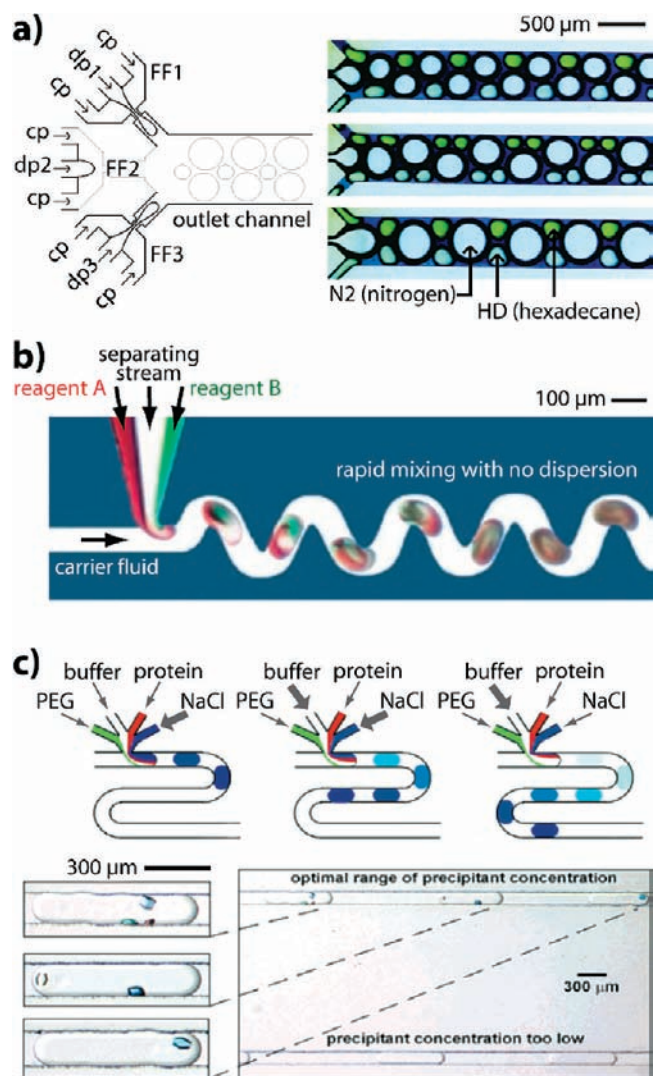 a)
500 µm
cp
dp1
cp
FF1
cp
dp2
cp
FF2
cp
dp3
cp
FF3
outlet channel
N2 (nitrogen)
HD (hexadecane)
b)
separating
stream
reagent A
reagent B
100 µm
rapid mixing with no dispersion
carrier fluid
c)
buffer protein
PEG NaCl
buffer protein
PEG NaCl
buffer protein
PEG NaCl
300 µm
optimal range of precipitant concentration
300 µm
precipitant concentration too low